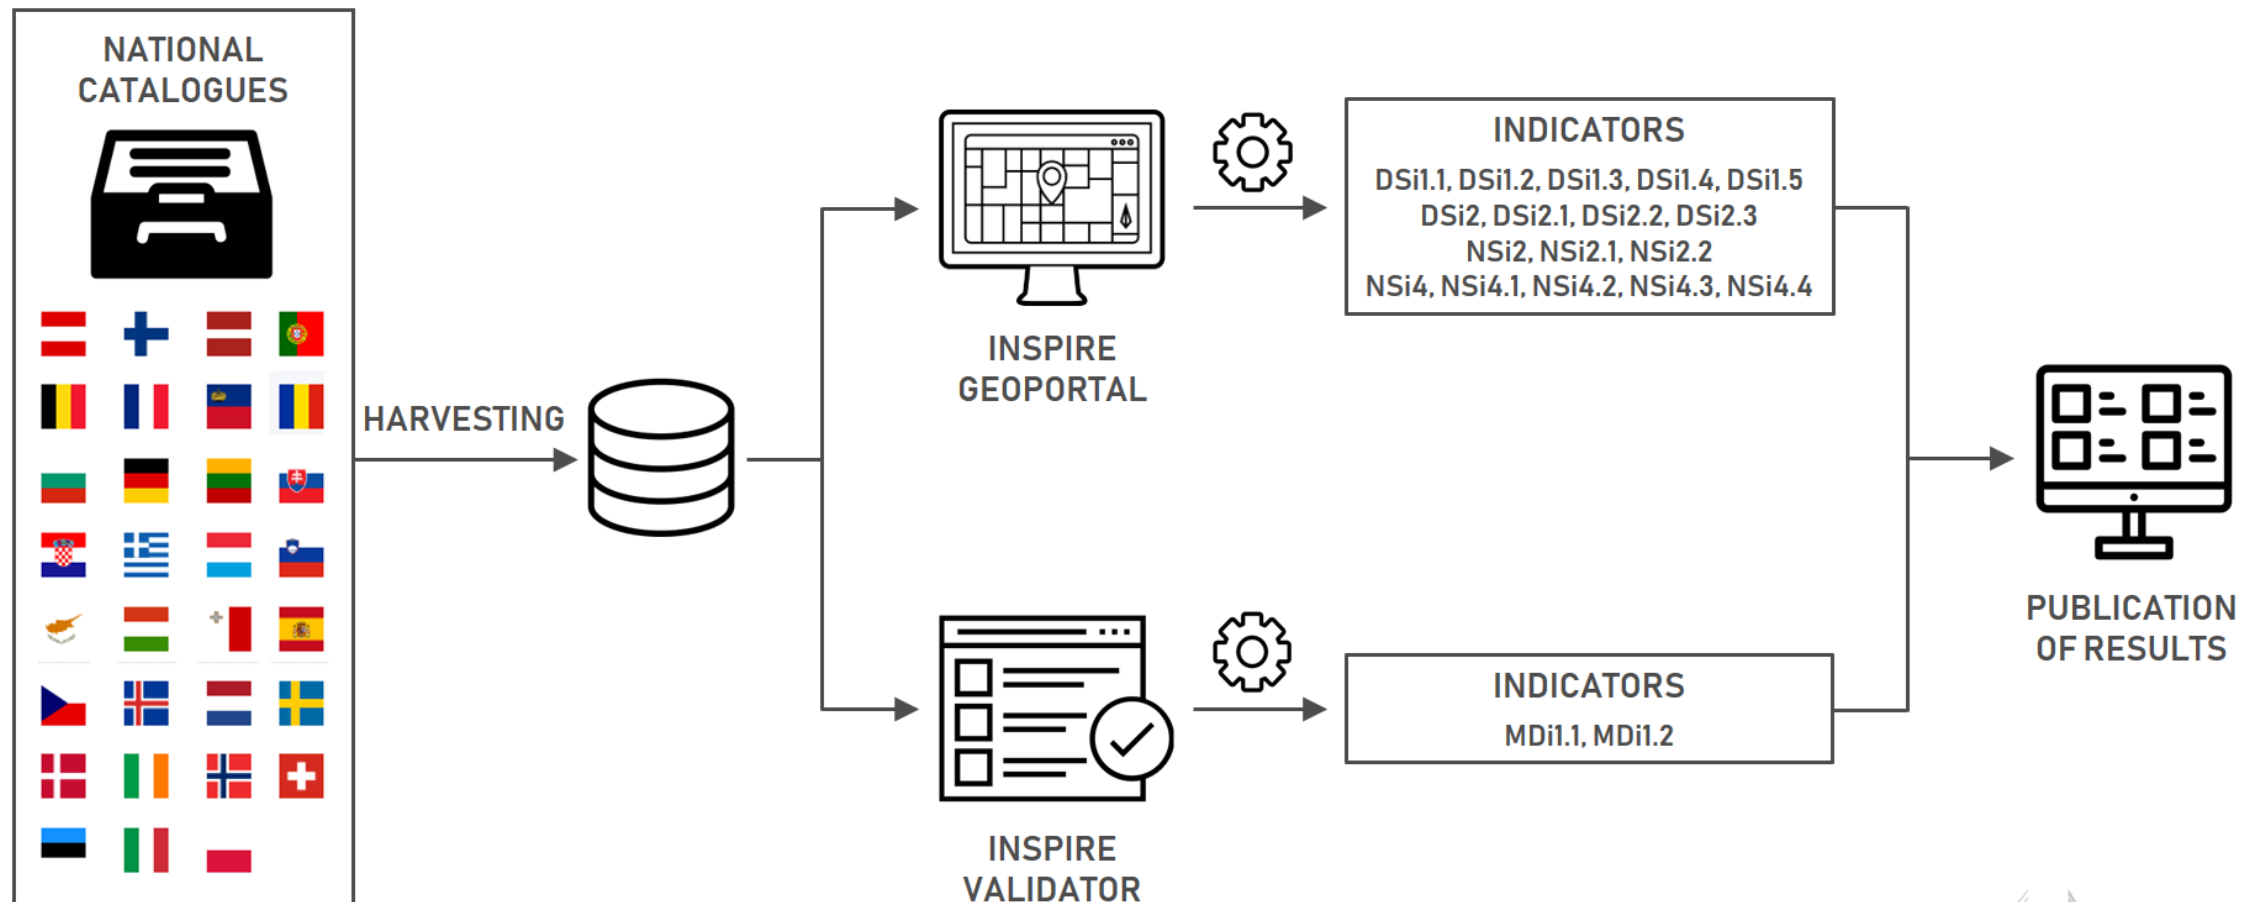 NATIONAL
CATALOGUES
HARVESTING
INSPIRE
GEOPORTAL
INDICATORS
DSi1.1, DSi1.2, DSi1.3, DSi1.4, DSi1.5
DSi2, DSi2.1, DSi2.2, DSi2.3
NSi2, NSi2.1, NSi2.2
NSi4, NSi4.1, NSi4.2, NSi4.3, NSi4.4
INSPIRE
VALIDATOR
INDICATORS
MDi1.1, MDi1.2
PUBLICATION
OF RESULTS